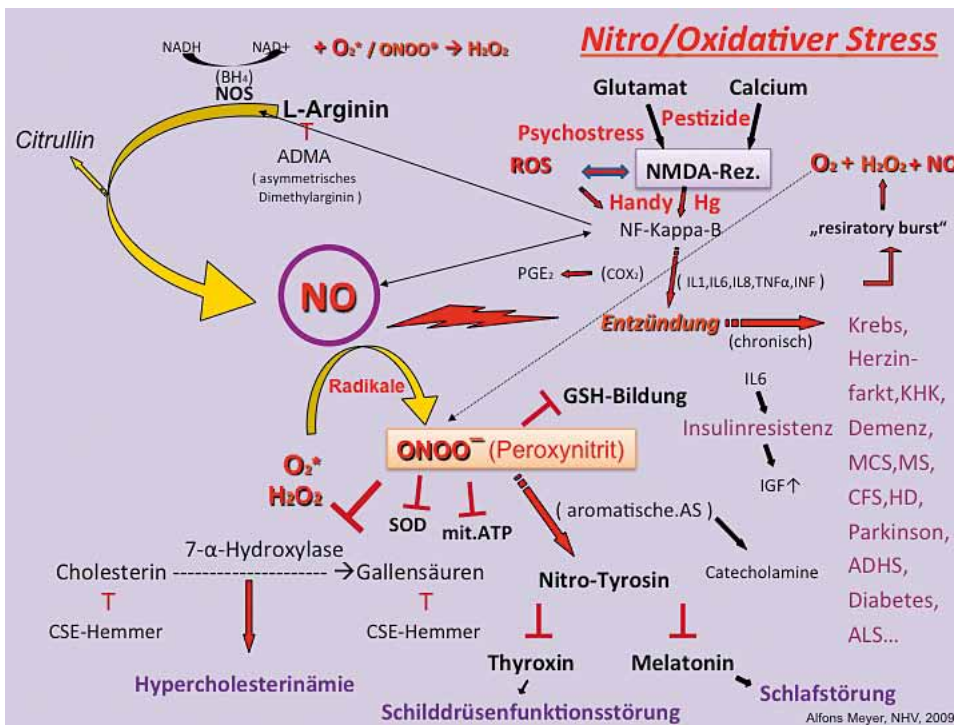 Nitro/Oxidativer Stress
NADH NAD+ + O₂* / ONOO* → H₂O₂
(BH₄)
NOS
L-Arginin
Citrullin
ADMA
( asymmetrisches
Dimethylarginin )
Glutamat Calcium
Psychostress Pestizide
ROS NMDA-Rez.
Handy Hg
NF-Kappa-B
O₂ + H₂O₂ + NO
„resiratory burst“
PGE₂ (COX₂)
( IL1,IL6,IL8,TNFα,INF )
NO
Entzündung
(chronisch)
Krebs,
Herzin-
farkt,KHK,
Demenz,
MCS,MS,
CFS,HD,
Parkinson,
ADHS,
Diabetes,
ALS...
IL6
Insulinresistenz
IGF↑
Radikale
GSH-Bildung
ONOO⁻ (Peroxynitrit)
O₂*
H₂O₂
SOD
mit.ATP
( aromatische.AS )
Catecholamine
7-α-Hydroxylase
Cholesterin ----------------→Gallensäuren
CSE-Hemmer CSE-Hemmer
Nitro-Tyrosin
Hypercholesterinämie
Thyroxin Melatonin
Schilddrüsenfunktionsstörung
Schlafstörung
Alfons Meyer, NHV, 2009